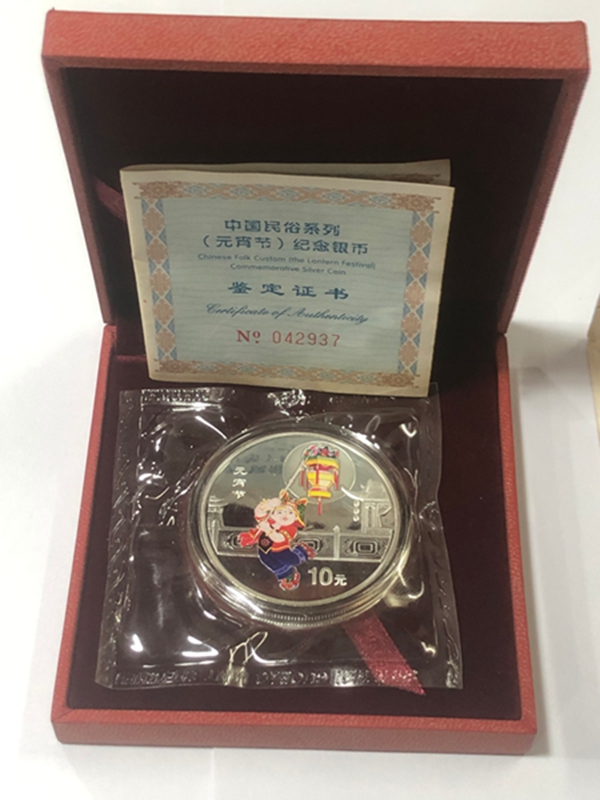 中国民俗系列
（元宵节）纪念银币
Chinese Folk Custom (the Lantern Festival)
Commemorative Silver Coin
鉴定证书
Certificate of Authenticity
Nº 042937
元宵节
10元